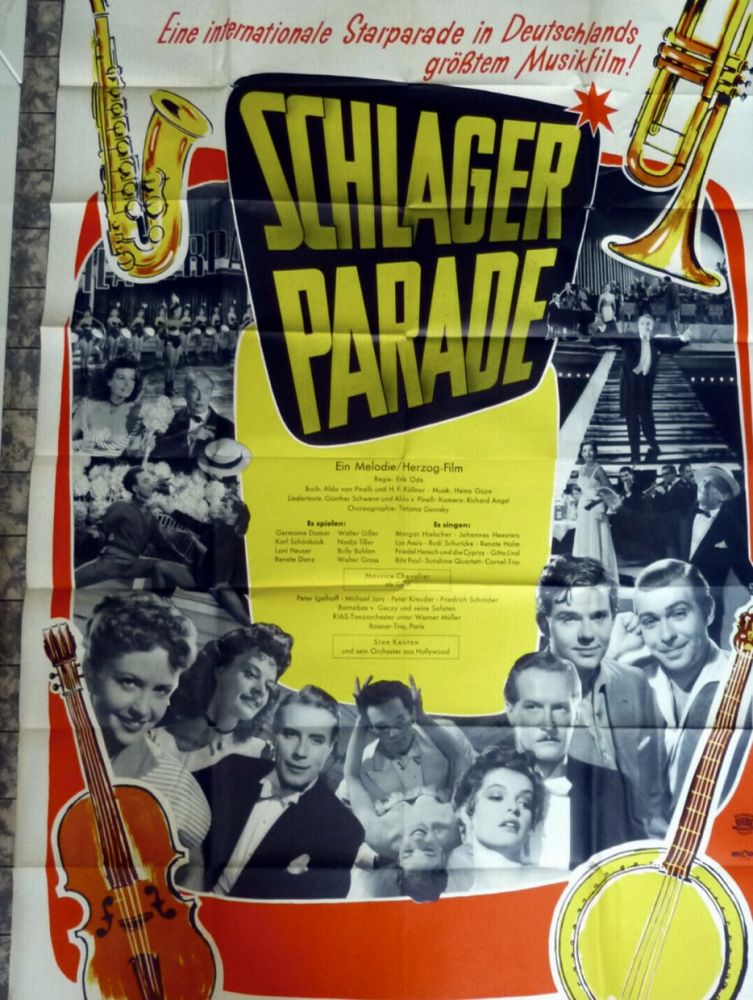 Eine internationale Starparade in Deutschlands
größtem Musikfilm!
SCHLAGER
PARADE
Ein Melodie/Herzog-Film
Regie: Erik Ode
Buch: Aldo von Pinelli und H. F. Köllner · Musik: Heino Gaze
Liedertexte: Günther Schwenn und Aldo v. Pinelli · Kamera: Richard Angst
Choreographie: Tatjana Gsovsky
Es spielen:
Germaine Damar Walter Giller
Karl Schönböck Nadja Tiller
Loni Heuser Bully Buhlan
Renate Danz Walter Gross
Es singen:
Margot Hielscher · Johannes Heesters
Lys Assia · Rudi Schuricke · Renate Holm
Friedel Hensch und die Cyprys · Gitta Lind
Rita Paul · Sunshine-Quartett · Cornel-Trio
Maurice Chevalier
Peter Igelhoff · Michael Jary · Peter Kreuder · Friedrich Schröder
Barnabas v. Geczy und seine Solisten
RIAS-Tanzorchester unter Werner Müller
Raisner-Trio, Paris
Stan Kenton
und sein Orchester aus Hollywood